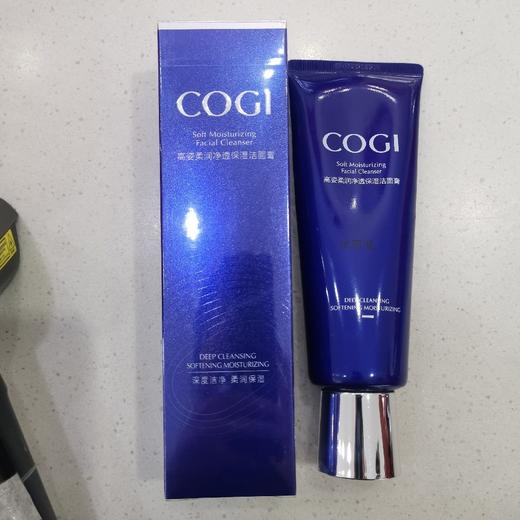 COGI
Soft Moisturizing
Facial Cleanser
高姿柔润净透保湿洁面膏
DEEP CLEANSING
SOFTENING MOISTURIZING
深度洁净 柔润保湿
COGI
Soft Moisturizing
Facial Cleanser
高姿柔润净透保湿洁面膏
DEEP CLEANSING
SOFTENING MOISTURIZING